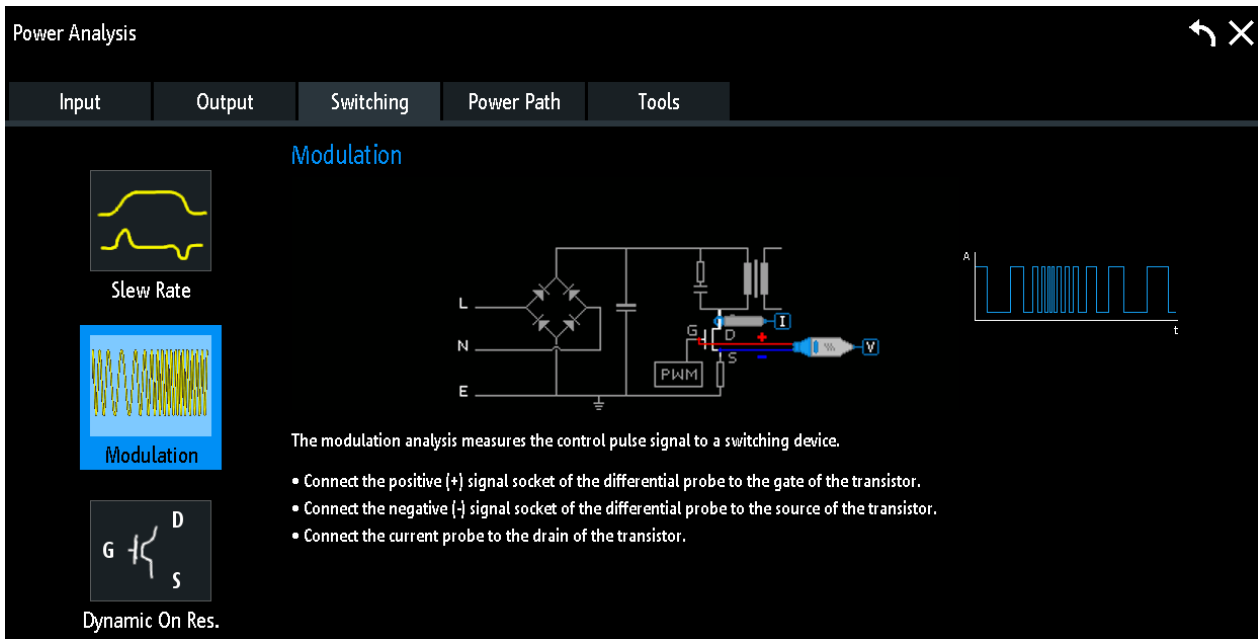 Power Analysis
Input Output Switching Power Path Tools
Modulation
Slew Rate
Modulation
G D S
Dynamic On Res.
L
N
E
G
D
S
I
+
-
V
PWM
A
t
The modulation analysis measures the control pulse signal to a switching device.
• Connect the positive (+) signal socket of the differential probe to the gate of the transistor.
• Connect the negative (-) signal socket of the differential probe to the source of the transistor.
• Connect the current probe to the drain of the transistor.